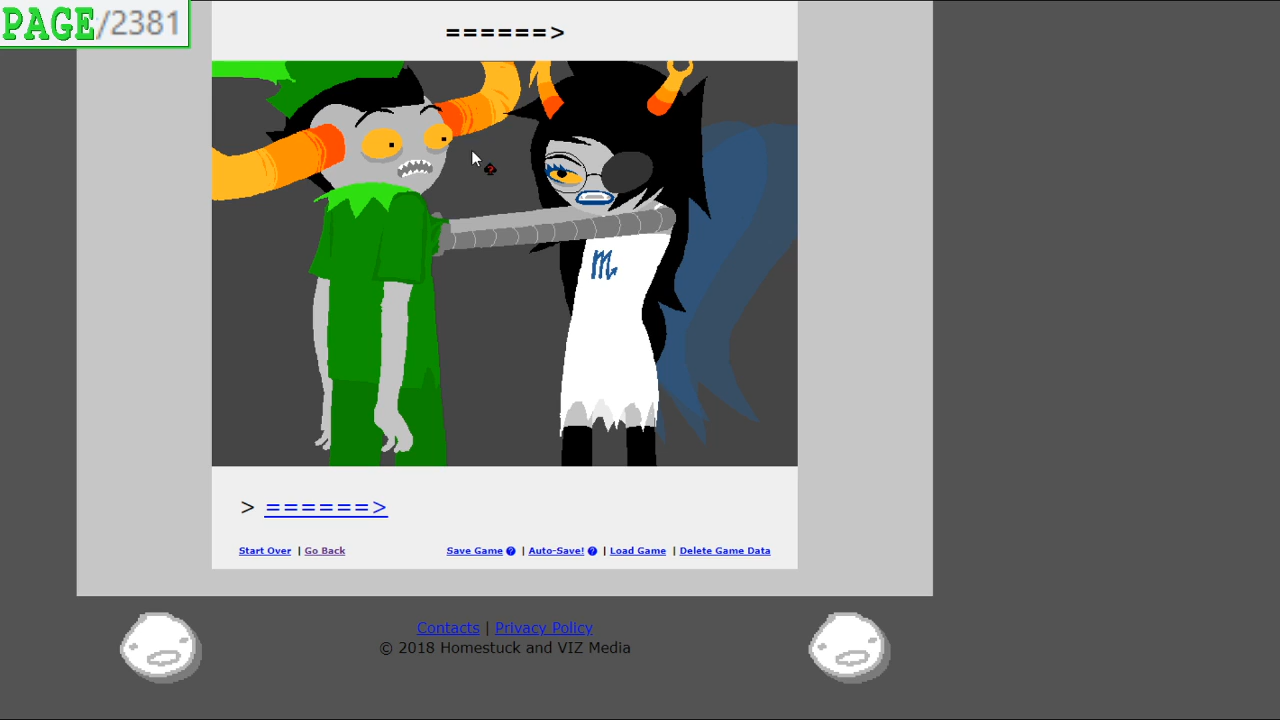 PAGE/2381
======>
♏
> ======>
Start Over | Go Back Save Game ? | Auto-Save! ? | Load Game | Delete Game Data
Contacts | Privacy Policy
© 2018 Homestuck and VIZ Media